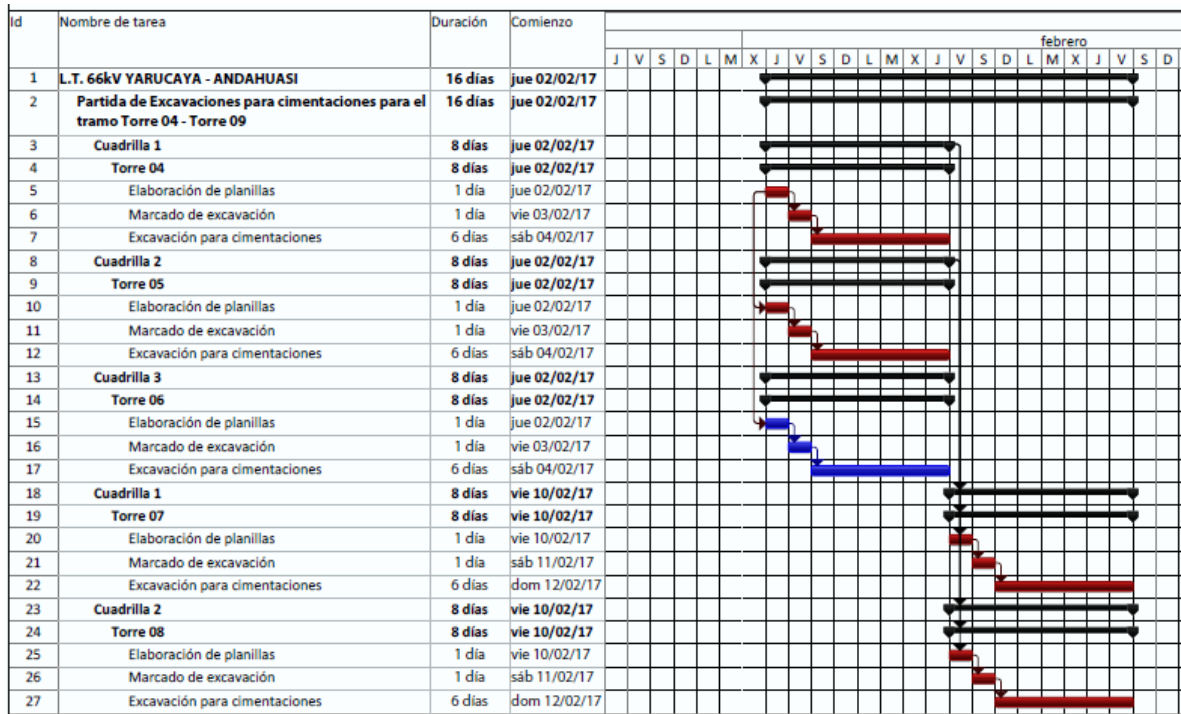 Id Nombre de tarea Duración Comienzo
febrero
J V S D L M X J V S D L M X J V S D L M X J V S D
1 L.T. 66kV YARUCAYA - ANDAHUASI 16 días jue 02/02/17
2 Partida de Excavaciones para cimentaciones para el 16 días jue 02/02/17
tramo Torre 04 - Torre 09
3 Cuadrilla 1 8 días jue 02/02/17
4 Torre 04 8 días jue 02/02/17
5 Elaboración de planillas 1 día jue 02/02/17
6 Marcado de excavación 1 día vie 03/02/17
7 Excavación para cimentaciones 6 días sáb 04/02/17
8 Cuadrilla 2 8 días jue 02/02/17
9 Torre 05 8 días jue 02/02/17
10 Elaboración de planillas 1 día jue 02/02/17
11 Marcado de excavación 1 día vie 03/02/17
12 Excavación para cimentaciones 6 días sáb 04/02/17
13 Cuadrilla 3 8 días jue 02/02/17
14 Torre 06 8 días jue 02/02/17
15 Elaboración de planillas 1 día jue 02/02/17
16 Marcado de excavación 1 día vie 03/02/17
17 Excavación para cimentaciones 6 días sáb 04/02/17
18 Cuadrilla 1 8 días vie 10/02/17
19 Torre 07 8 días vie 10/02/17
20 Elaboración de planillas 1 día vie 10/02/17
21 Marcado de excavación 1 día sáb 11/02/17
22 Excavación para cimentaciones 6 días dom 12/02/17
23 Cuadrilla 2 8 días vie 10/02/17
24 Torre 08 8 días vie 10/02/17
25 Elaboración de planillas 1 día vie 10/02/17
26 Marcado de excavación 1 día sáb 11/02/17
27 Excavación para cimentaciones 6 días dom 12/02/17